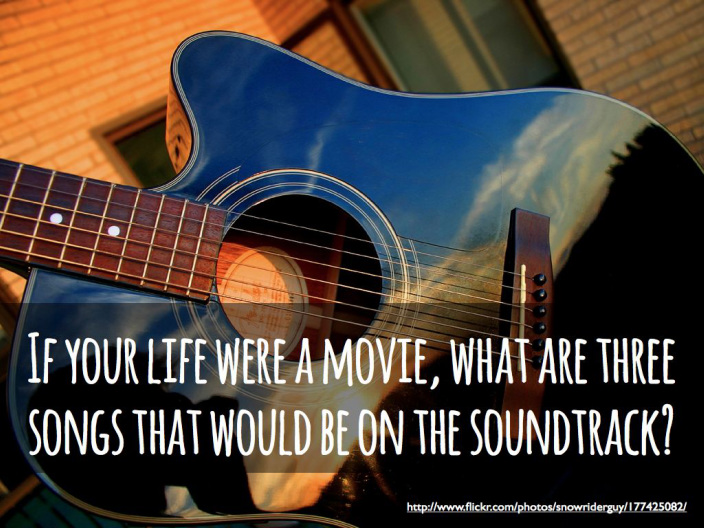 If your life were a movie, what are three
songs that would be on the soundtrack?
http://www.flickr.com/photos/snowriderguy/177425082/